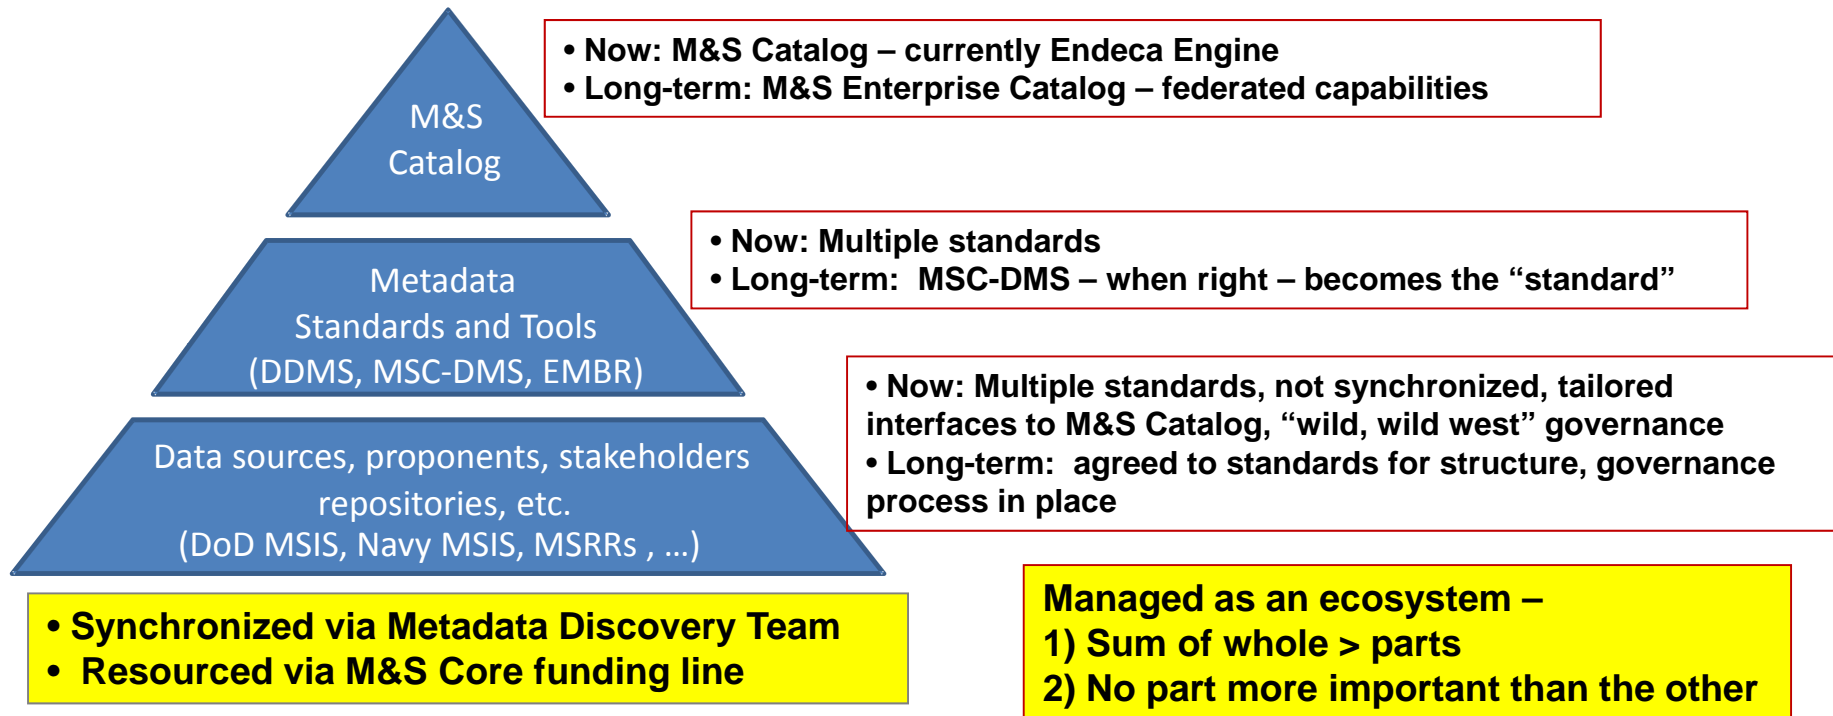 M&S
Catalog
• Now: M&S Catalog – currently Endeca Engine
• Long-term: M&S Enterprise Catalog – federated capabilities
Metadata
Standards and Tools
(DDMS, MSC-DMS, EMBR)
• Now: Multiple standards
• Long-term:  MSC-DMS – when right – becomes the “standard”
Data sources, proponents, stakeholders
repositories, etc.
(DoD MSIS, Navy MSIS, MSRRs , …)
• Now: Multiple standards, not synchronized, tailored
interfaces to M&S Catalog, “wild, wild west” governance
• Long-term:  agreed to standards for structure, governance
process in place
• Synchronized via Metadata Discovery Team
•  Resourced via M&S Core funding line
Managed as an ecosystem –
1) Sum of whole > parts
2) No part more important than the other